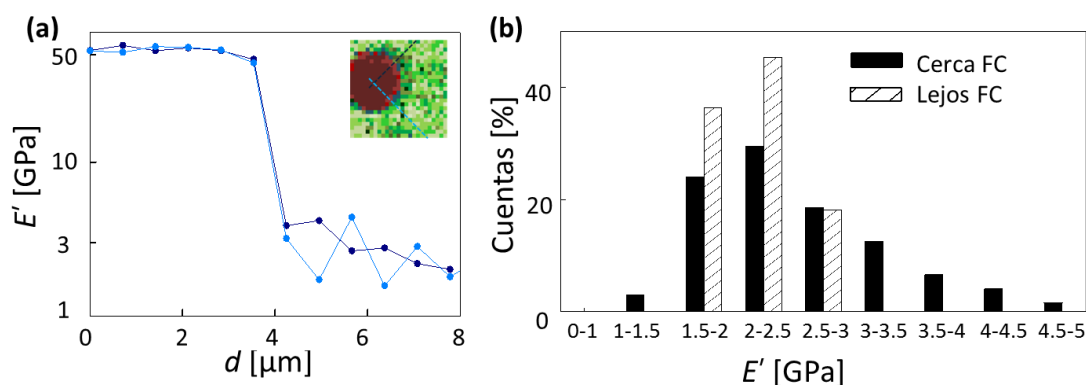 (a)
50
10
3
1
E' [GPa]
0 2 4 6 8
d [μm]
(b)
Cerca FC
Lejos FC
40
20
0
Cuentas [%]
0-1 1-1.5 1.5-2 2-2.5 2.5-3 3-3.5 3.5-4 4-4.5 4.5-5
E' [GPa]